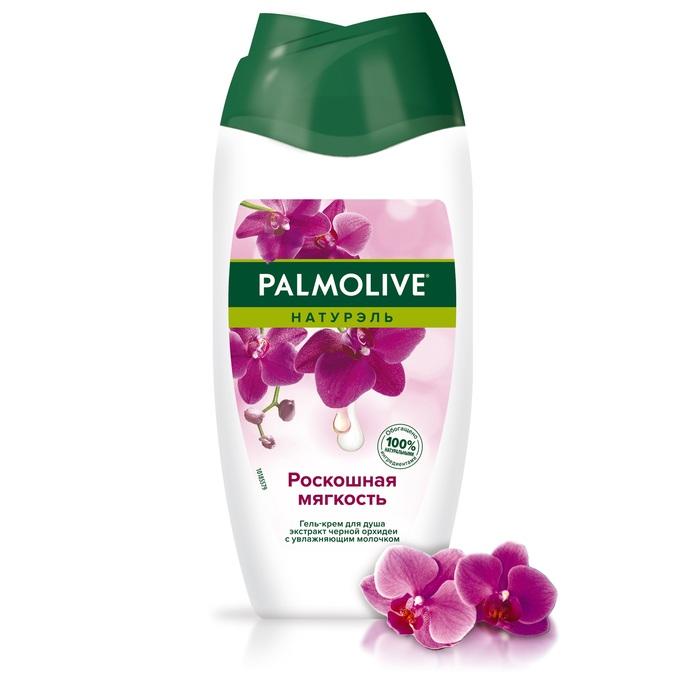 PALMOLIVE®
НАТУРЭЛЬ
Обогащено
100%
НАТУРАЛЬНЫМИ
ингредиентами
Роскошная
мягкость
Гель-крем для душа
экстракт черной орхидеи
с увлажняющим молочком